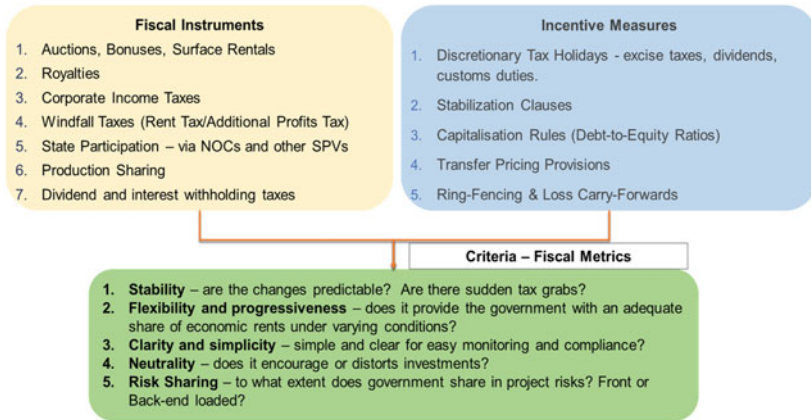 Fiscal Instruments
1. Auctions, Bonuses, Surface Rentals
2. Royalties
3. Corporate Income Taxes
4. Windfall Taxes (Rent Tax/Additional Profits Tax)
5. State Participation – via NOCs and other SPVs
6. Production Sharing
7. Dividend and interest withholding taxes
Incentive Measures
1. Discretionary Tax Holidays - excise taxes, dividends,
customs duties.
2. Stabilization Clauses
3. Capitalisation Rules (Debt-to-Equity Ratios)
4. Transfer Pricing Provisions
5. Ring-Fencing & Loss Carry-Forwards
Criteria – Fiscal Metrics
1. Stability – are the changes predictable? Are there sudden tax grabs?
2. Flexibility and progressiveness – does it provide the government with an adequate
share of economic rents under varying conditions?
3. Clarity and simplicity – simple and clear for easy monitoring and compliance?
4. Neutrality – does it encourage or distorts investments?
5. Risk Sharing – to what extent does government share in project risks? Front or
Back-end loaded?